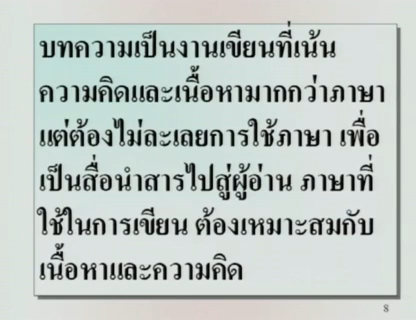 บทความเป็นงานเขียนที่เน้น
ความคิดและเนื้อหามากกว่าภาษา
แต่ต้องไม่ละเลยการใช้ภาษา เพื่อ
เป็นสื่อนำสารไปสู่ผู้อ่าน ภาษาที่
ใช้ในการเขียน ต้องเหมาะสมกับ
เนื้อหาและความคิด
8